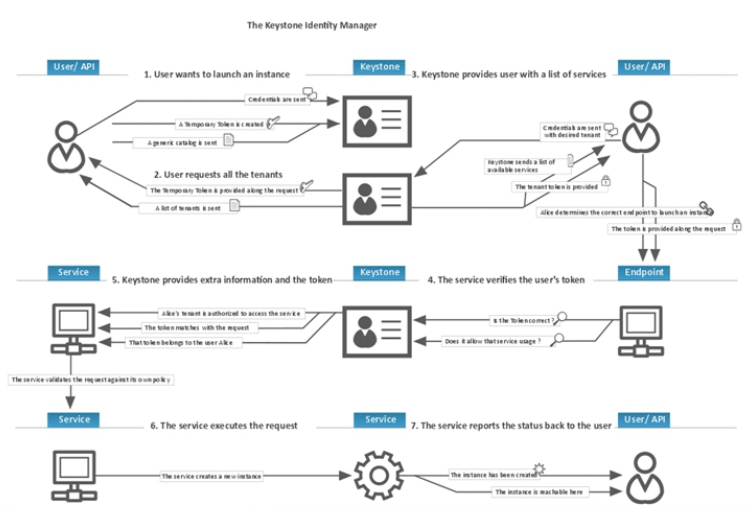 The Keystone Identity Manager
User/ API
1. User wants to launch an instance
Keystone
3. Keystone provides user with a list of services
User/ API
Credentials are sent
A Temporary Token is created
A generic catalog is sent
2. User requests all the tenants
The Temporary Token is provided along the request
A list of tenants is sent
Credentials are sent
with desired tenant
Keystone sends a list of
available services
The tenant token is provided
Alice determines the correct endpoint to launch an instance
The token is provided along the request
Service
5. Keystone provides extra information and the token
Keystone
4. The service verifies the user's token
Endpoint
Alice's tenant is authorized to access the service
The token matches with the request
That token belongs to the user Alice
Is the Token correct ?
Does it allow that service usage ?
The service validates the request against its own policy
Service
6. The service executes the request
Service
7. The service reports the status back to the user
User/ API
The service creates a new instance
The instance has been created
The instance is reachable here